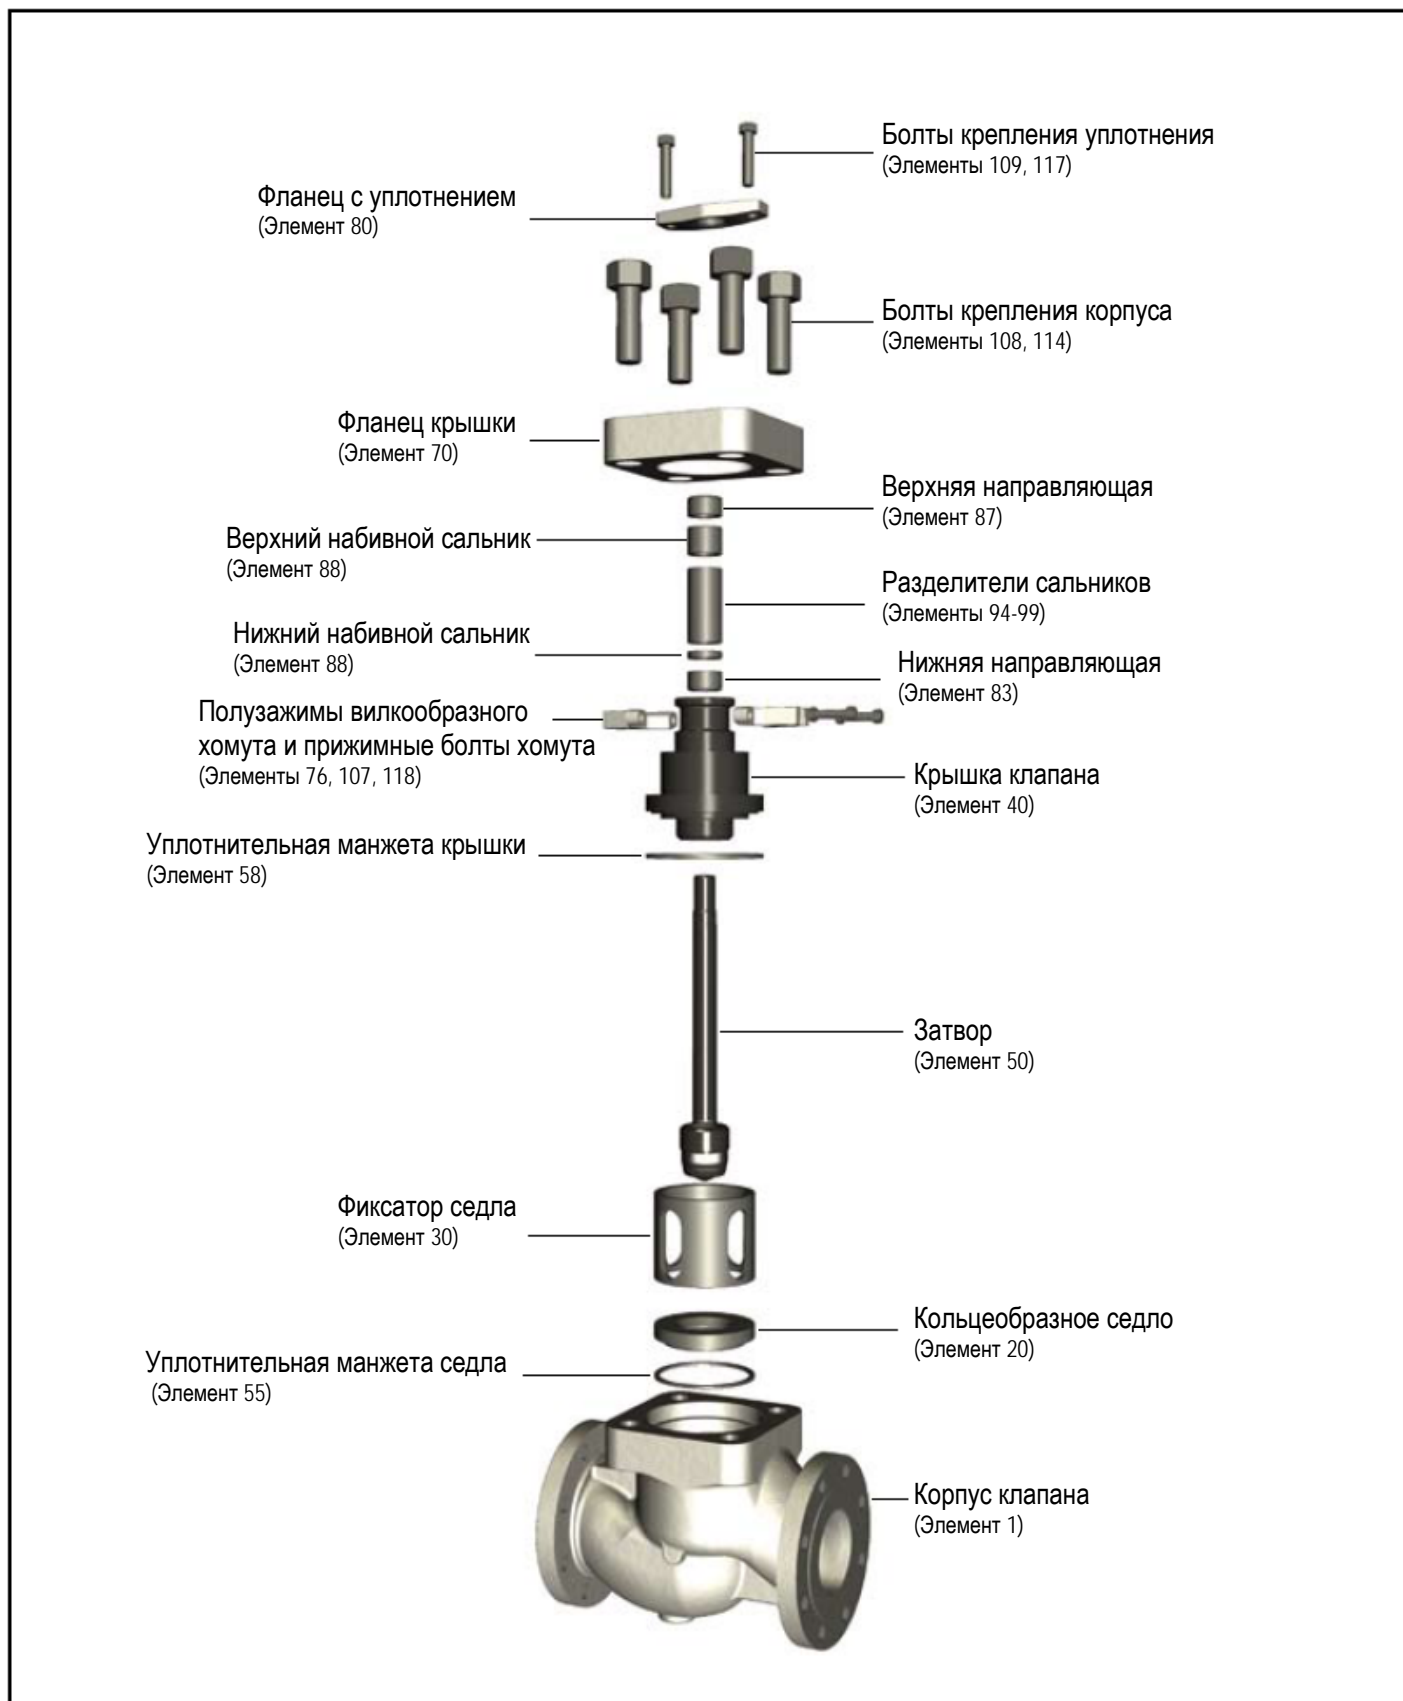 Болты крепления уплотнения
(Элементы 109, 117)
Фланец с уплотнением
(Элемент 80)
Болты крепления корпуса
(Элементы 108, 114)
Фланец крышки
(Элемент 70)
Верхняя направляющая
(Элемент 87)
Верхний набивной сальник
(Элемент 88)
Разделители сальников
(Элементы 94-99)
Нижний набивной сальник
(Элемент 88)
Нижняя направляющая
(Элемент 83)
Полузажимы вилкообразного
хомута и прижимные болты хомута
(Элементы 76, 107, 118)
Крышка клапана
(Элемент 40)
Уплотнительная манжета крышки
(Элемент 58)
Затвор
(Элемент 50)
Фиксатор седла
(Элемент 30)
Кольцеобразное седло
(Элемент 20)
Уплотнительная манжета седла
(Элемент 55)
Корпус клапана
(Элемент 1)